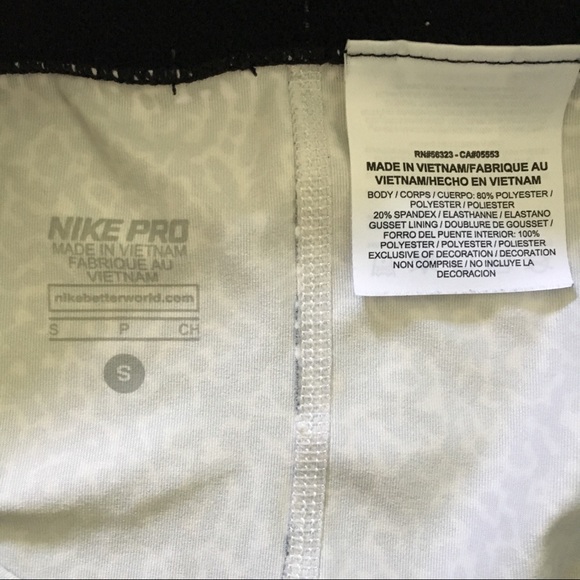 NIKE PRO
MADE IN VIETNAM
FABRIQUE AU
VIETNAM
nikebetterworld.com
S P CH
S
RN#56323 - CA#05553
MADE IN VIETNAM/FABRIQUE AU
VIETNAM/HECHO EN VIETNAM
BODY / CORPS / CUERPO: 80% POLYESTER /
POLYESTER / POLIESTER
20% SPANDEX / ELASTHANNE / ELASTANO
GUSSET LINING / DOUBLURE DE GOUSSET /
FORRO DEL PUENTE INTERIOR: 100%
POLYESTER / POLYESTER / POLIESTER
EXCLUSIVE OF DECORATION / DECORATION
NON COMPRISE / NO INCLUYE LA
DECORACION